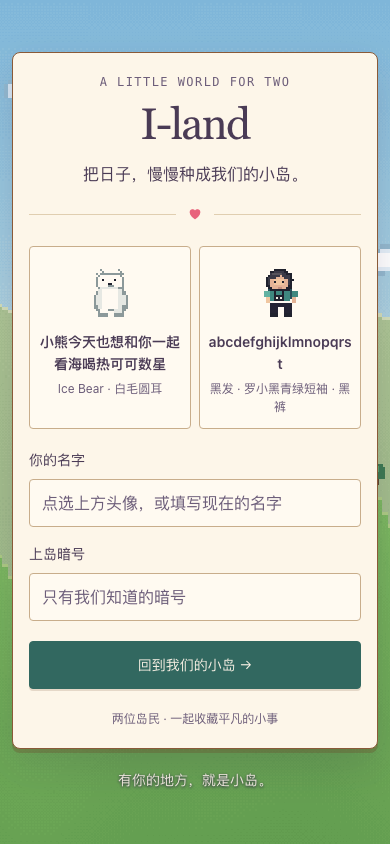 A LITTLE WORLD FOR TWO
I-land
把日子，慢慢种成我们的小岛。
小熊今天也想和你一起
看海喝热可可数星
Ice Bear · 白毛圆耳
abcdefghijklmnopqrs
t
黑发 · 罗小黑青绿短袖 · 黑
裤
你的名字
点选上方头像，或填写现在的名字
上岛暗号
只有我们知道的暗号
回到我们的小岛 →
两位岛民 · 一起收藏平凡的小事
有你的地方，就是小岛。